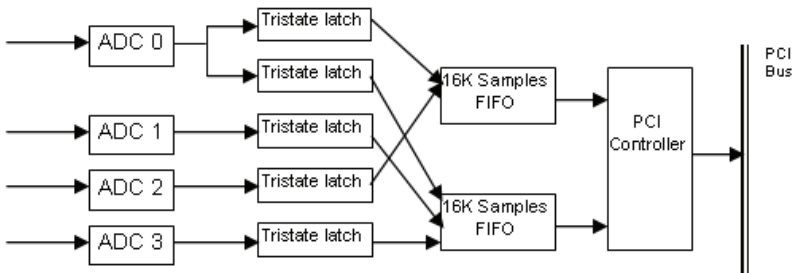 ADC 0
Tristate latch
Tristate latch
ADC 1
Tristate latch
ADC 2
Tristate latch
ADC 3
Tristate latch
16K Samples
FIFO
16K Samples
FIFO
PCI
Controller
PCI
Bus